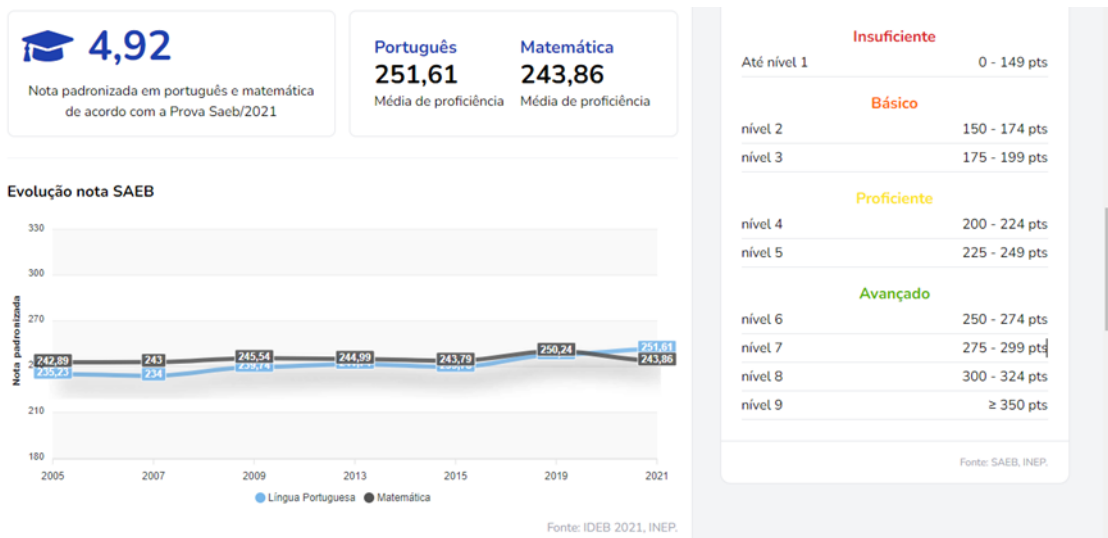 4,92
Nota padronizada em português e matemática
de acordo com a Prova Saeb/2021
Português
251,61
Média de proficiência
Matemática
243,86
Média de proficiência
Evolução nota SAEB
Nota padronizada
330
300
270
210
180
242,89
243
245,54
244,99
243,79
250,24
243,86
235,23
234
239,74
251,61
2005
2007
2009
2013
2015
2019
2021
Língua Portuguesa
Matemática
Fonte: IDEB 2021, INEP.
Insuficiente
Até nível 1 0 - 149 pts
Básico
nível 2 150 - 174 pts
nível 3 175 - 199 pts
Proficiente
nível 4 200 - 224 pts
nível 5 225 - 249 pts
Avançado
nível 6 250 - 274 pts
nível 7 275 - 299 pts
nível 8 300 - 324 pts
nível 9 ≥ 350 pts
Fonte: SAEB, INEP.